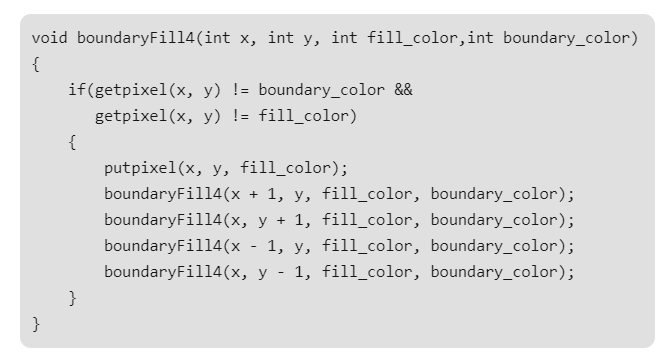 void boundaryFill4(int x, int y, int fill_color,int boundary_color)
{
    if(getpixel(x, y) != boundary_color &&
       getpixel(x, y) != fill_color)
    {
        putpixel(x, y, fill_color);
        boundaryFill4(x + 1, y, fill_color, boundary_color);
        boundaryFill4(x, y + 1, fill_color, boundary_color);
        boundaryFill4(x - 1, y, fill_color, boundary_color);
        boundaryFill4(x, y - 1, fill_color, boundary_color);
    }
}